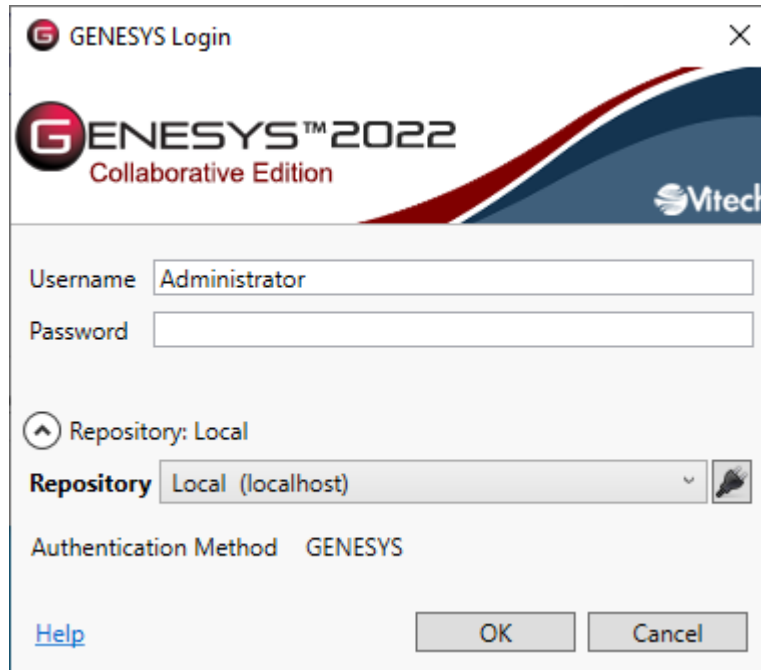 GENESYS Login
GENESYS™2022
Collaborative Edition
Vitech
Username Administrator
Password
Repository: Local
Repository Local (localhost)
Authentication Method GENESYS
Help OK Cancel